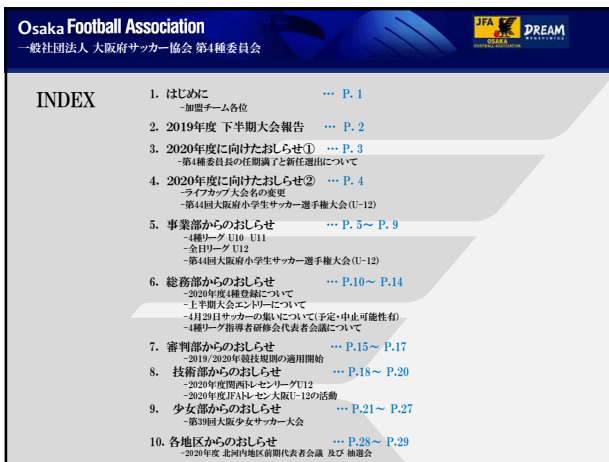 Osaka Football Association
一般社団法人 大阪府サッカー協会 第4種委員会
JFA
OSAKA
FOOTBALL ASSOCIATION
DREAM
INDEX
1. はじめに … P. 1
-加盟チーム各位
2. 2019年度 下半期大会報告 … P. 2
3. 2020年度に向けたおしらせ① … P. 3
-第4種委員長の任期満了と新任選出について
4. 2020年度に向けたおしらせ② … P. 4
-ライフカップ大会名の変更
-第44回大阪府小学生サッカー選手権大会(U-12)
5. 事業部からのおしらせ … P. 5～ P. 9
-4種リーグ U10 U11
-全日リーグ U12
-第44回大阪府小学生サッカー選手権大会(U-12)
6. 総務部からのおしらせ … P.10～ P.14
-2020年度4種登録について
-上半期大会エントリーについて
-4月29日サッカーの集いについて(予定・中止可能性有)
-4種リーグ指導者研修会代表者会議について
7. 審判部からのおしらせ … P.15～ P.17
-2019/2020年競技規則の適用開始
8. 技術部からのおしらせ … P.18～ P.20
-2020年度関西トレセンリーグU12
-2020年度JFAトレセン大阪U-12の活動
9. 少女部からのおしらせ … P.21～ P.27
-第39回大阪少女サッカー大会
10. 各地区からのおしらせ … P.28～ P.29
-2020年度 北河内地区前期代表者会議 及び 抽選会